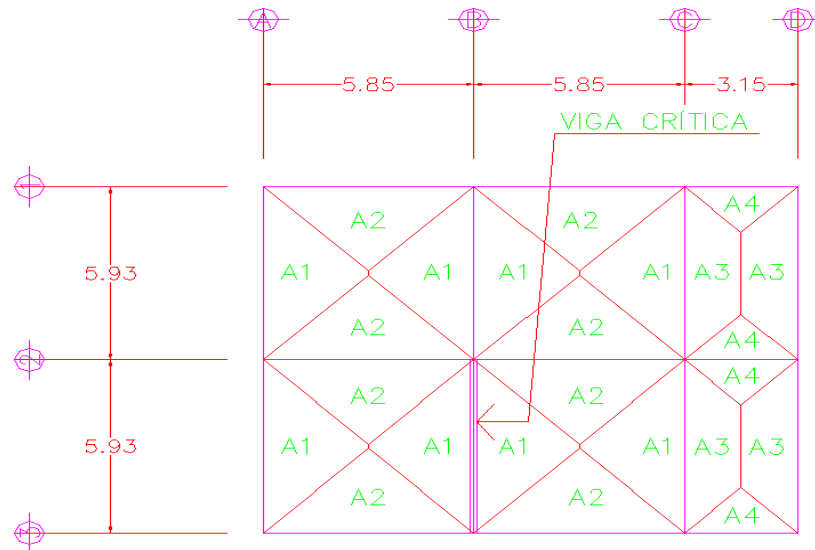 A B C D
5.85 5.85 3.15
VIGA CRÍTICA
1
A2 A2 A4
5.93 A1 A1 A1 A3 A3
A2 A2 A4
2
A2 A2 A4
5.93 A1 A1 A1 A1 A3 A3
A2 A2 A4
3